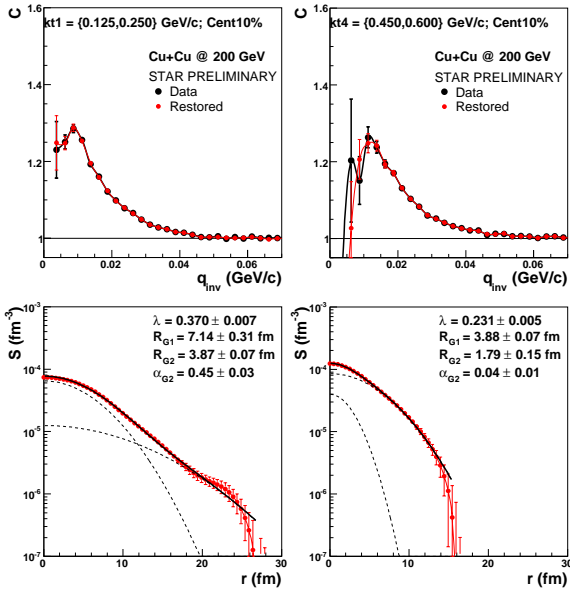 kt1 = {0.125,0.250} GeV/c; Cent10%
C
1.6
1.4
1.2
1
Cu+Cu @ 200 GeV
STAR PRELIMINARY
Data
Restored
0
0.02
0.04
0.06
q_inv (GeV/c)
kt4 = {0.450,0.600} GeV/c; Cent10%
C
1.6
1.4
1.2
1
Cu+Cu @ 200 GeV
STAR PRELIMINARY
Data
Restored
0
0.02
0.04
0.06
q_inv (GeV/c)
S (fm⁻³)
10⁻³
10⁻⁴
10⁻⁵
10⁻⁶
10⁻⁷
λ = 0.370 ± 0.007
R_G1 = 7.14 ± 0.31 fm
R_G2 = 3.87 ± 0.07 fm
α_G2 = 0.45 ± 0.03
0
10
20
30
r (fm)
S (fm⁻³)
10⁻³
10⁻⁴
10⁻⁵
10⁻⁶
10⁻⁷
λ = 0.231 ± 0.005
R_G1 = 3.88 ± 0.07 fm
R_G2 = 1.79 ± 0.15 fm
α_G2 = 0.04 ± 0.01
0
10
20
30
r (fm)